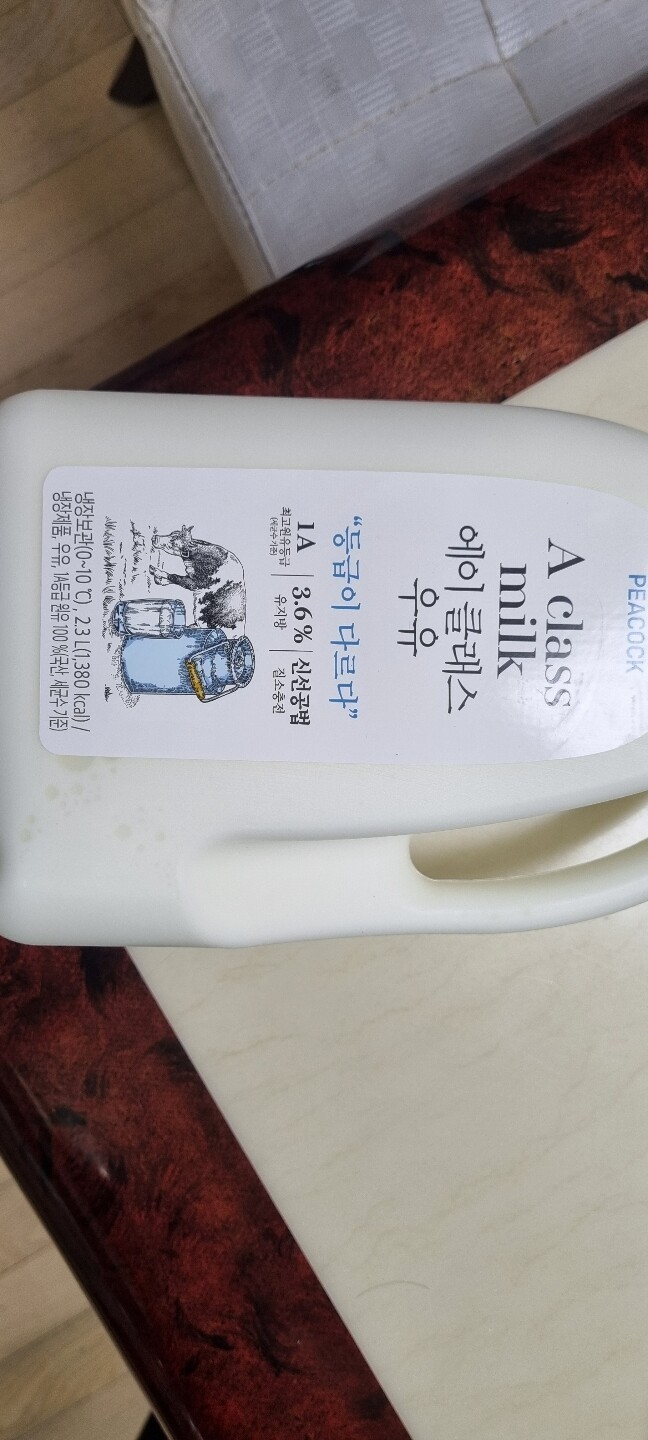 PEACOCK
A class
milk
에이 클래스
우유
“등급이 다르다”
1A
최고원유등급
(세균수 기준)
3.6%
유지방
신선공법
질소충전
냉장보관(0~10 ℃), 2.3 L(1,380 kcal) /
냉장제품, 우유, 1A등급 원유 100 %(국산, 세균수 기준)